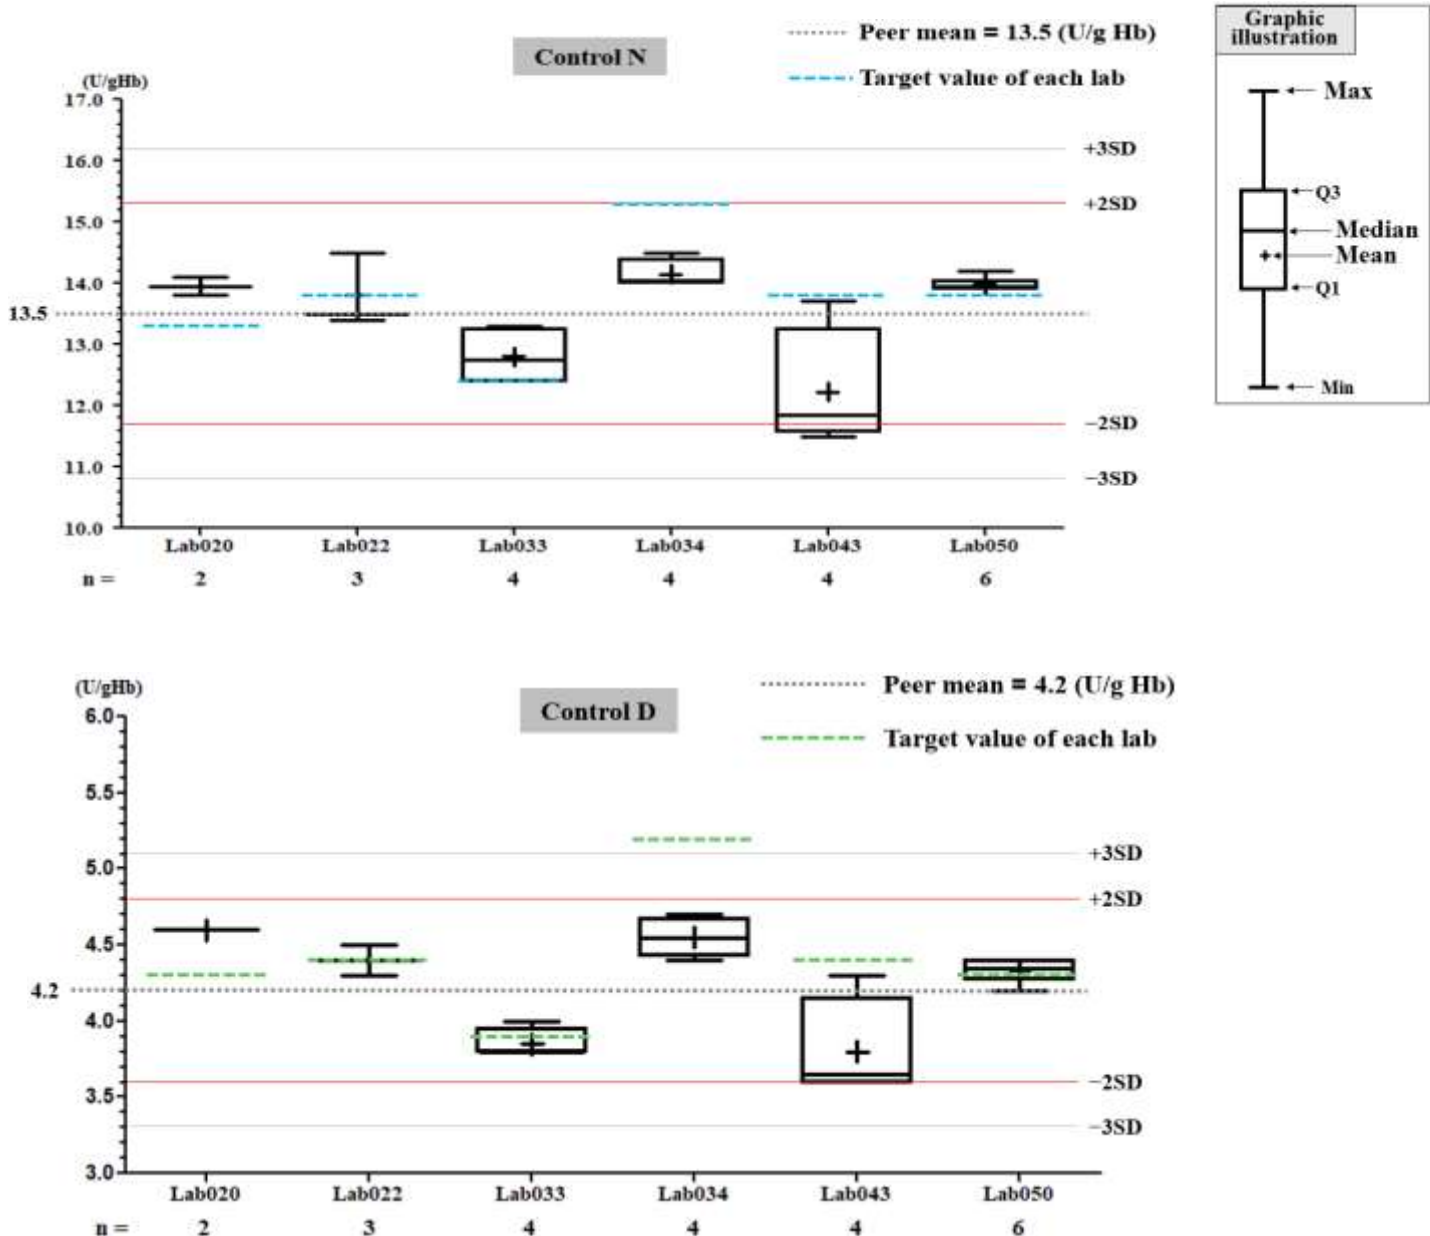 Control N
Peer mean = 13.5 (U/g Hb)
Target value of each lab
(U/gHb)
17.0
16.0
15.0
14.0
13.5
13.0
12.0
11.0
10.0
+3SD
+2SD
−2SD
−3SD
Lab020 Lab022 Lab033 Lab034 Lab043 Lab050
n = 2 3 4 4 4 6
Graphic
illustration
Max
Q3
Median
Mean
Q1
Min
Control D
Peer mean = 4.2 (U/g Hb)
Target value of each lab
(U/gHb)
6.0
5.5
5.0
4.5
4.2
4.0
3.5
3.0
+3SD
+2SD
−2SD
−3SD
Lab020 Lab022 Lab033 Lab034 Lab043 Lab050
n = 2 3 4 4 4 6